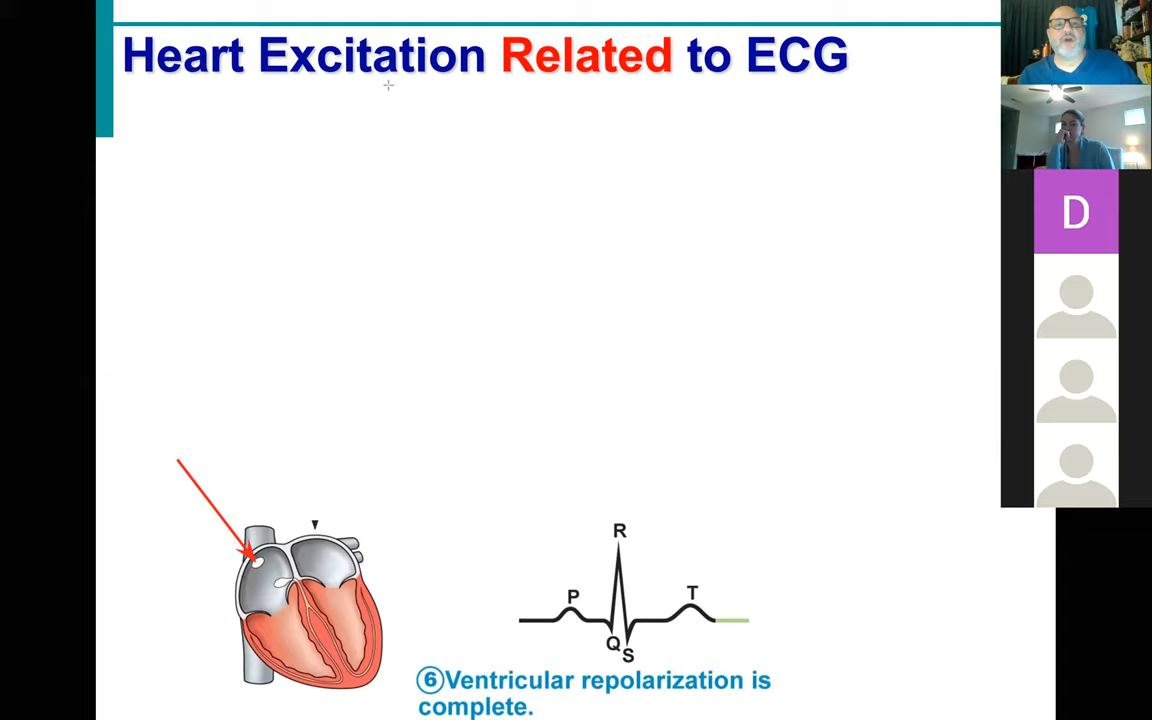 Heart Excitation Related to ECG
D
R
P
T
Q
S
⑥Ventricular repolarization is
complete.